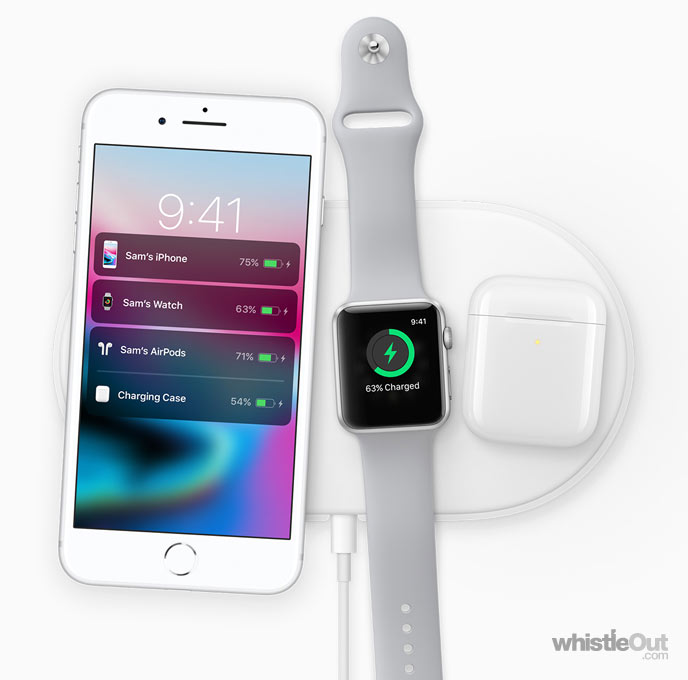 9:41
Sam's iPhone 75%
Sam's Watch 63%
Sam's AirPods 71%
Charging Case 54%
9:41
63% Charged
whistleOut
.com